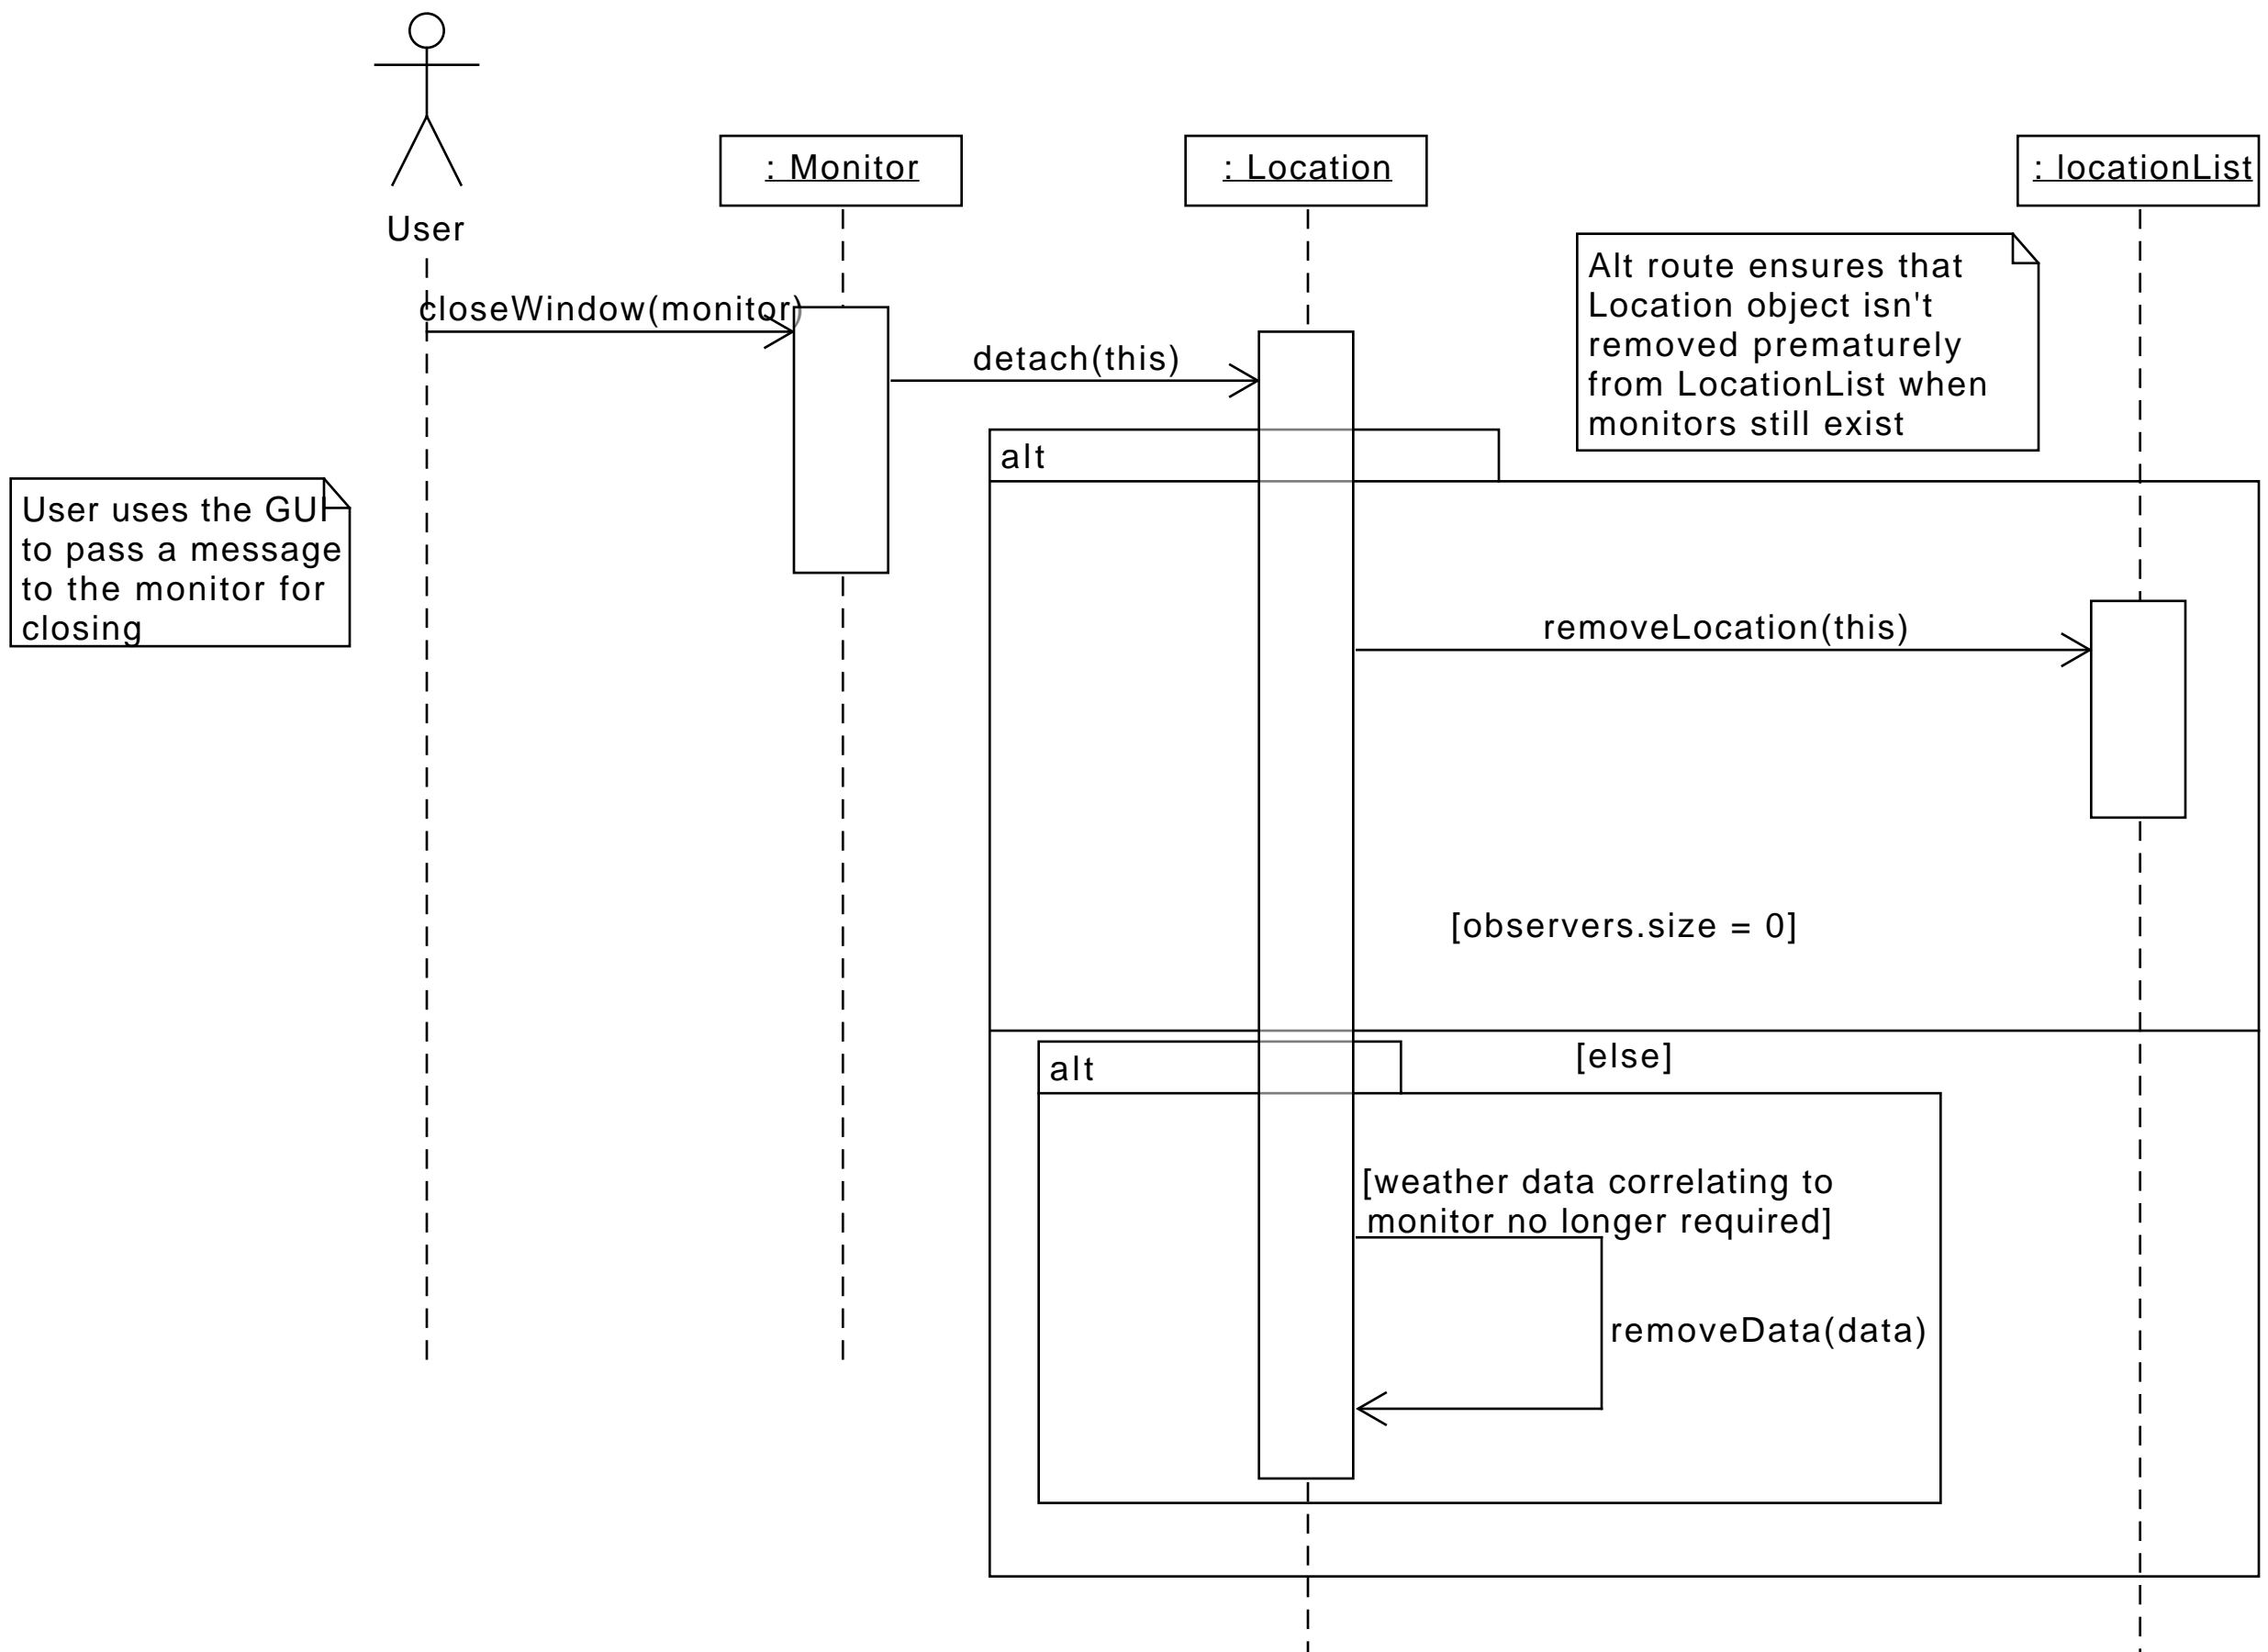 : Monitor
: Location
: locationList
User
Alt route ensures that
Location object isn't
removed prematurely
from LocationList when
monitors still exist
closeWindow(monitor)
detach(this)
alt
User uses the GUI
to pass a message
to the monitor for
closing
removeLocation(this)
[observers.size = 0]
[else]
alt
[weather data correlating to
monitor no longer required]
removeData(data)